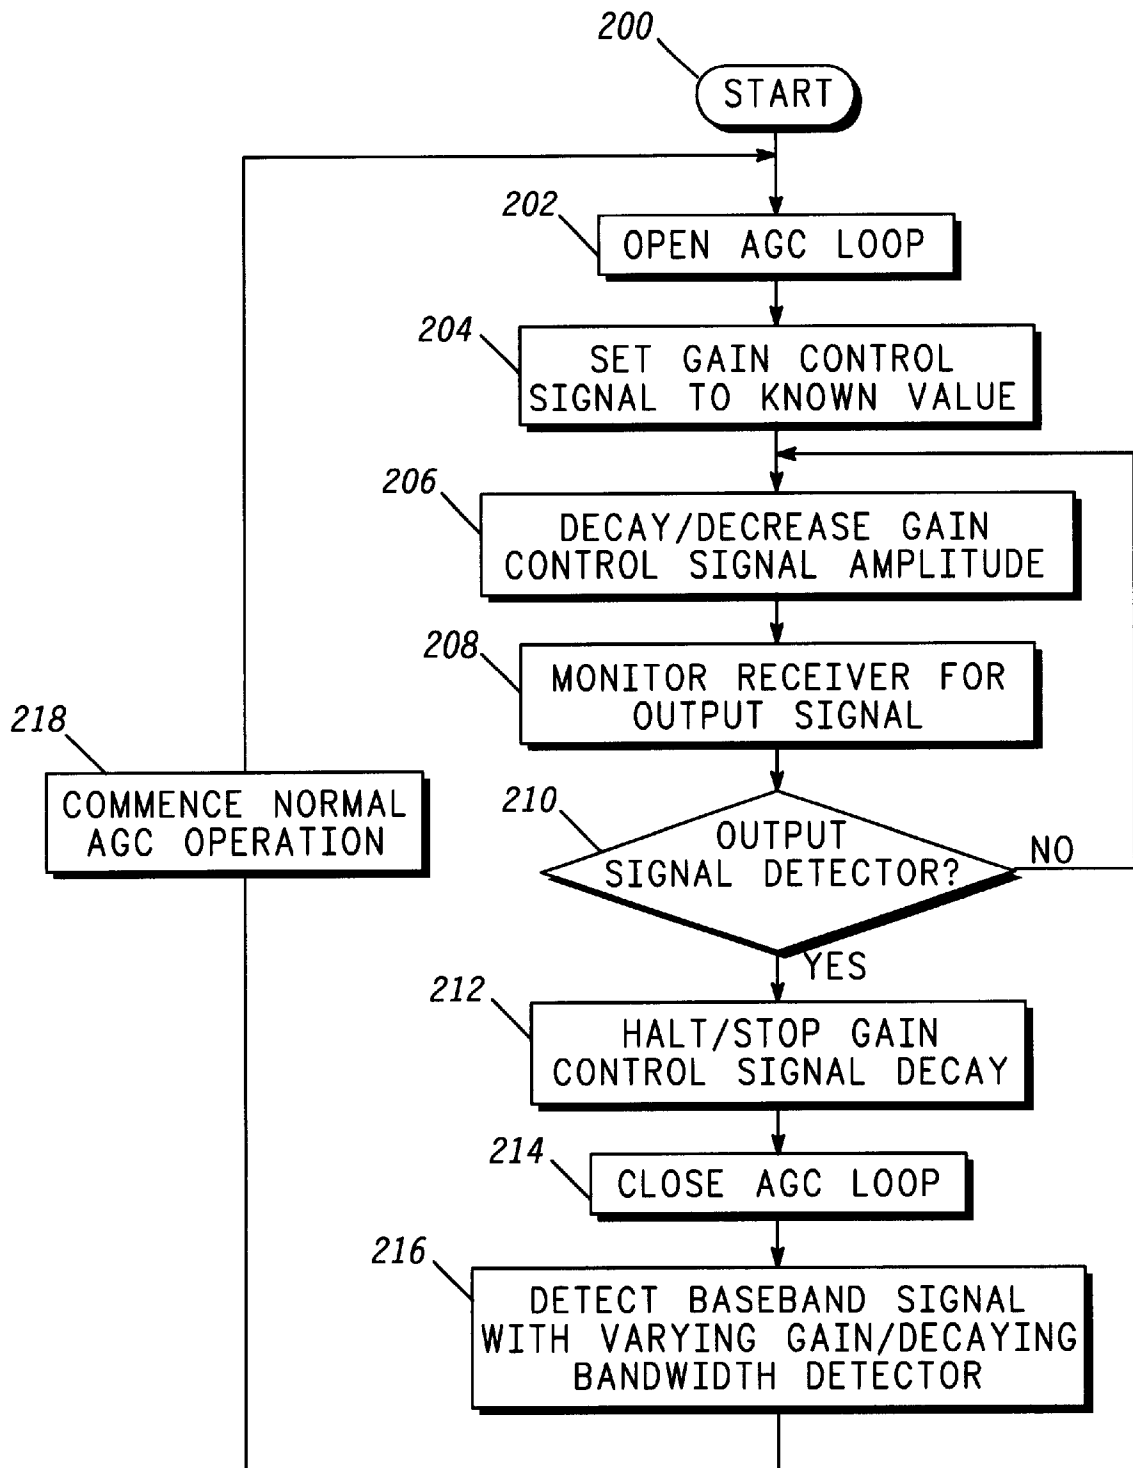 200
START
202
OPEN AGC LOOP
204
SET GAIN CONTROL
SIGNAL TO KNOWN VALUE
206
DECAY/DECREASE GAIN
CONTROL SIGNAL AMPLITUDE
208
MONITOR RECEIVER FOR
OUTPUT SIGNAL
218
COMMENCE NORMAL
AGC OPERATION
210
OUTPUT
SIGNAL DETECTOR?
NO
YES
212
HALT/STOP GAIN
CONTROL SIGNAL DECAY
214
CLOSE AGC LOOP
216
DETECT BASEBAND SIGNAL
WITH VARYING GAIN/DECAYING
BANDWIDTH DETECTOR